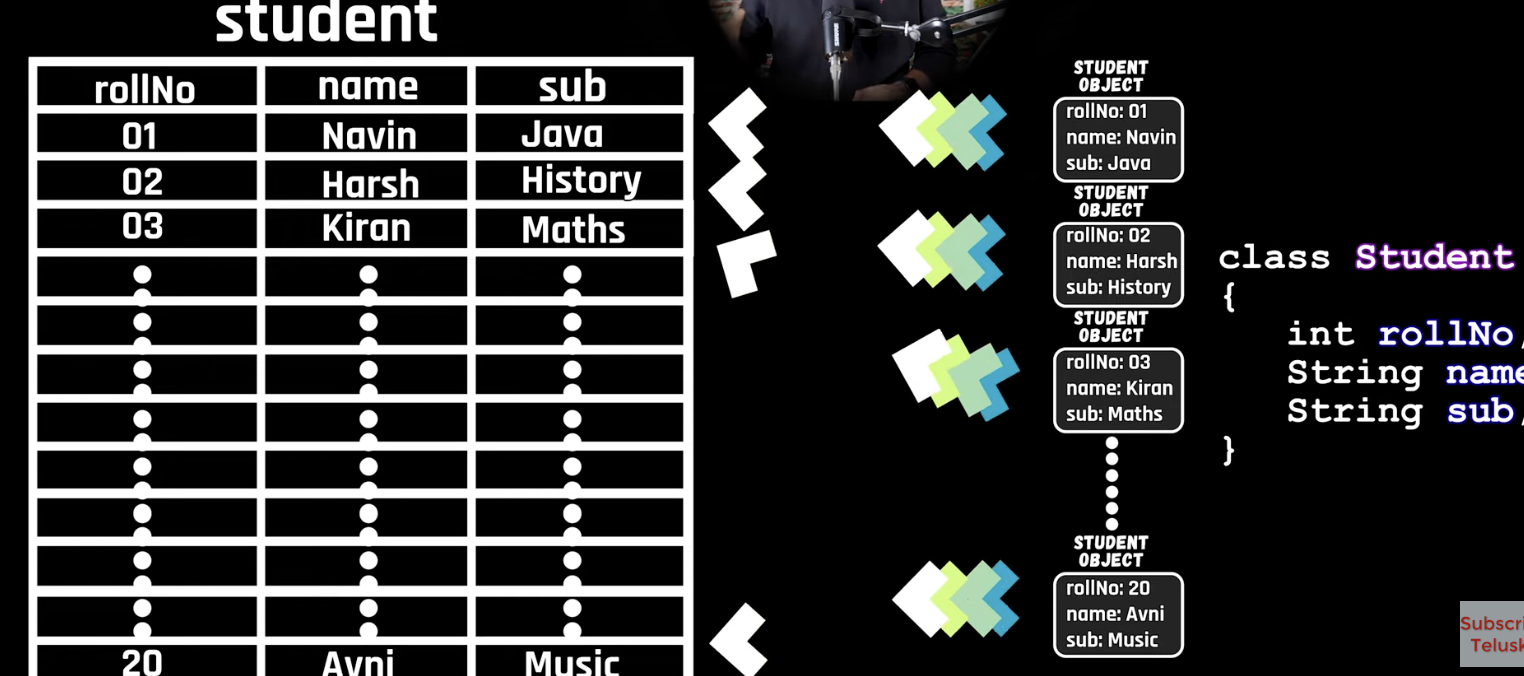 student
rollNo name sub
01 Navin Java
02 Harsh History
03 Kiran Maths
20 Avni Music
STUDENT
OBJECT
rollNo: 01
name: Navin
sub: Java
STUDENT
OBJECT
rollNo: 02
name: Harsh
sub: History
STUDENT
OBJECT
rollNo: 03
name: Kiran
sub: Maths
STUDENT
OBJECT
rollNo: 20
name: Avni
sub: Music
class Student
{
int rollNo;
String name
String sub;
}